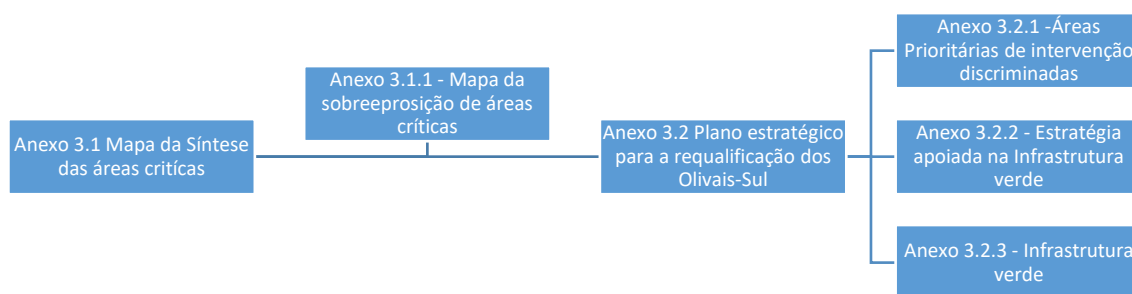 Anexo 3.1 Mapa da Síntese
das áreas critícas
Anexo 3.1.1 - Mapa da
sobreeprosição de áreas
críticas
Anexo 3.2 Plano estratégico
para a requalificação dos
Olivais-Sul
Anexo 3.2.1 -Áreas
Prioritárias de intervenção
discriminadas
Anexo 3.2.2 - Estratégia
apoiada na Infrastrutura
verde
Anexo 3.2.3 - Infrastrutura
verde